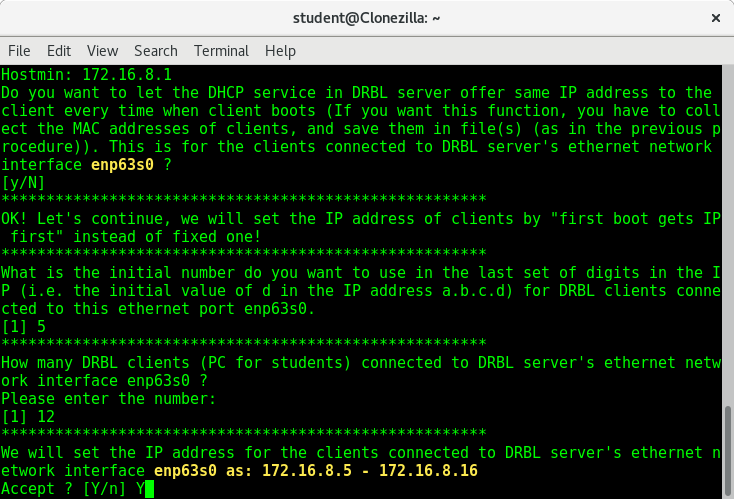 student@Clonezilla: ~
×
File Edit View Search Terminal Help
Hostmin: 172.16.8.1
Do you want to let the DHCP service in DRBL server offer same IP address to the
client every time when client boots (If you want this function, you have to coll
ect the MAC addresses of clients, and save them in file(s) (as in the previous p
rocedure)). This is for the clients connected to DRBL server's ethernet network
interface enp63s0 ?
[y/N]
******************************************************
OK! Let's continue, we will set the IP address of clients by "first boot gets IP
 first" instead of fixed one!
******************************************************
What is the initial number do you want to use in the last set of digits in the I
P (i.e. the initial value of d in the IP address a.b.c.d) for DRBL clients conne
cted to this ethernet port enp63s0.
[1] 5
******************************************************
How many DRBL clients (PC for students) connected to DRBL server's ethernet netw
ork interface enp63s0 ?
Please enter the number:
[1] 12
******************************************************
We will set the IP address for the clients connected to DRBL server's ethernet n
etwork interface enp63s0 as: 172.16.8.5 - 172.16.8.16
Accept ? [Y/n] Y